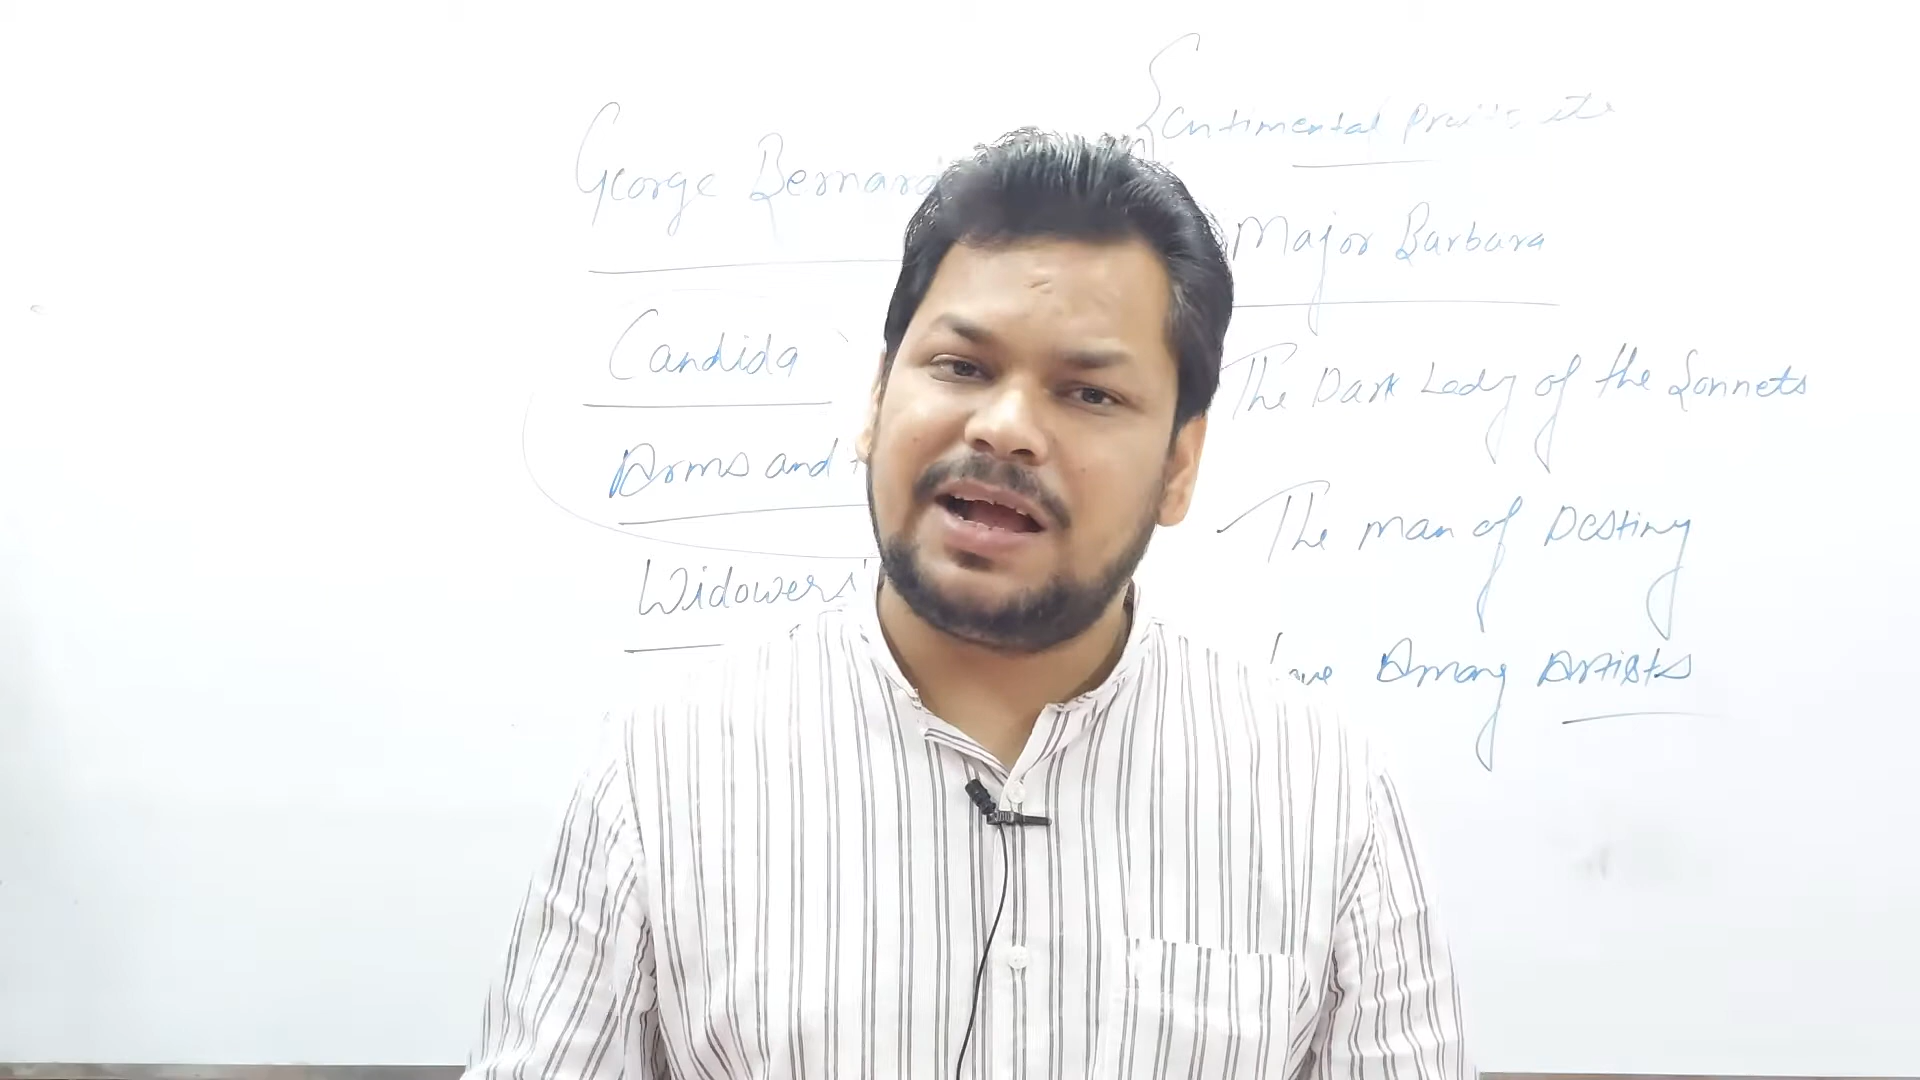 George Bernard
Candida
Arms and
Widowers'
Sentimental
Major Barbara
The Dark Lady of the Sonnets
The Man of Destiny
Among Artists